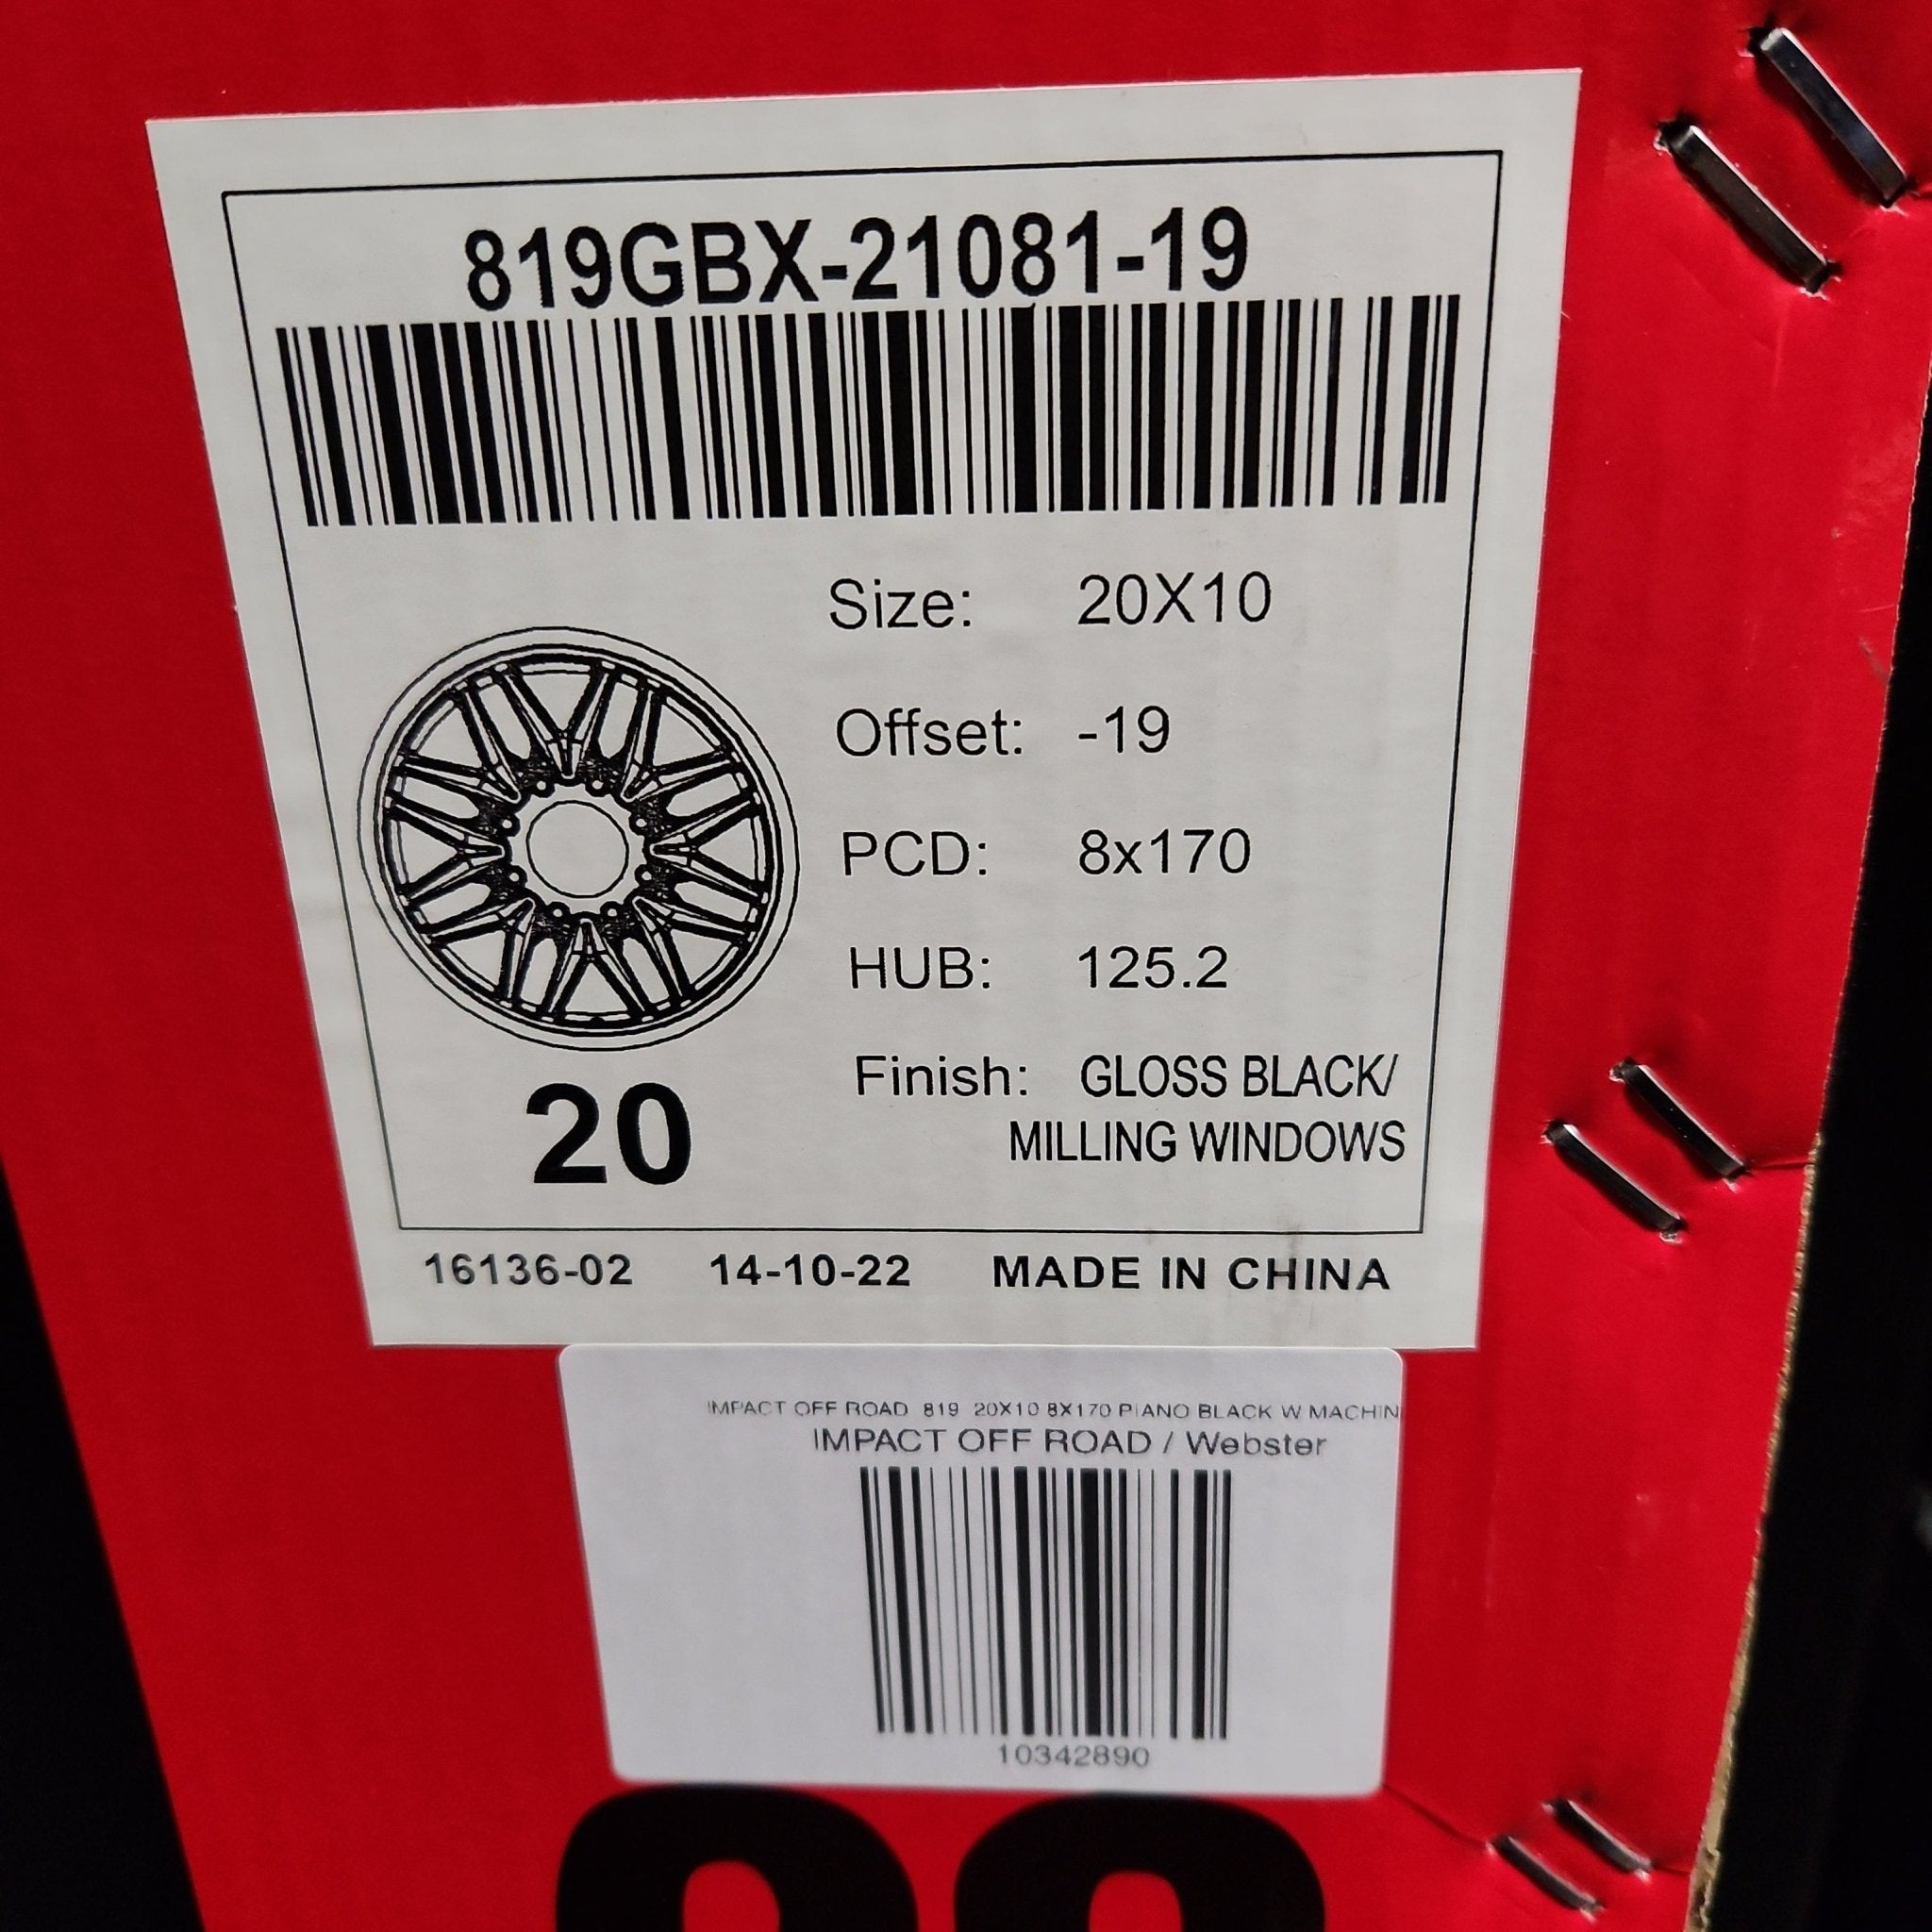 819GBX-21081-19
Size: 20X10
Offset: -19
PCD: 8x170
HUB: 125.2
Finish: GLOSS BLACK/
MILLING WINDOWS
20
16136-02 14-10-22 MADE IN CHINA
IMPACT OFF ROAD 819 20X10 8X170 PIANO BLACK W MACHIN
IMPACT OFF ROAD / Webster
10342890